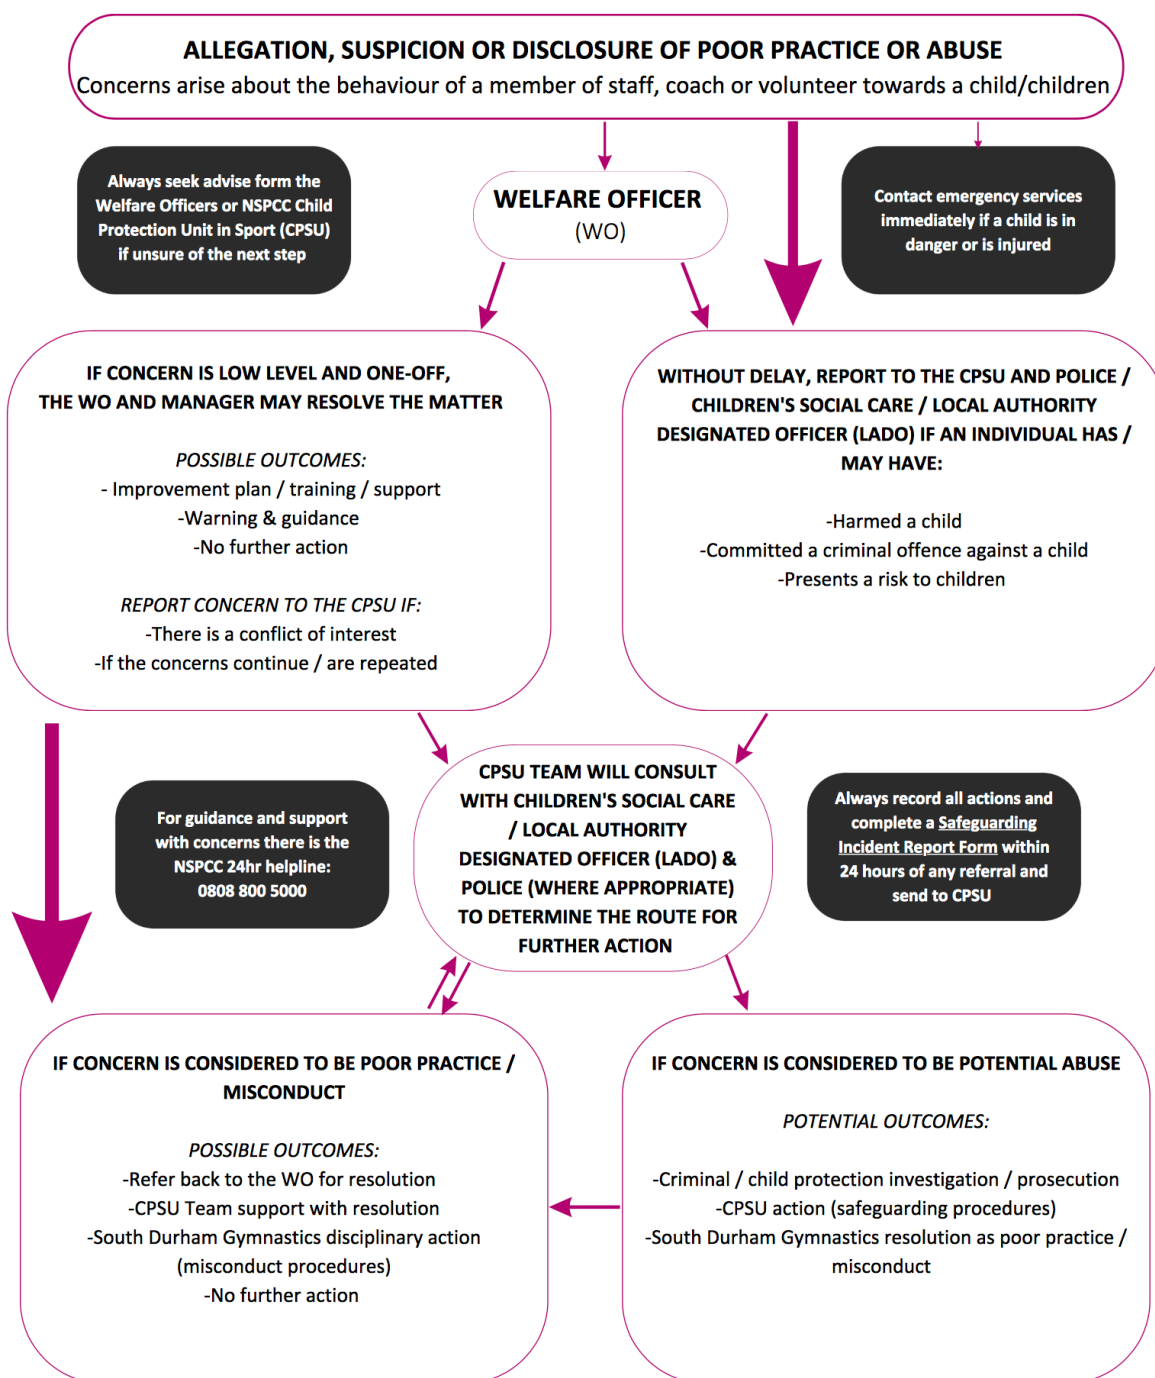 ALLEGATION, SUSPICION OR DISCLOSURE OF POOR PRACTICE OR ABUSE
Concerns arise about the behaviour of a member of staff, coach or volunteer towards a child/children
Always seek advise form the
Welfare Officers or NSPCC Child
Protection Unit in Sport (CPSU)
if unsure of the next step
WELFARE OFFICER
(WO)
Contact emergency services
immediately if a child is in
danger or is injured
IF CONCERN IS LOW LEVEL AND ONE-OFF,
THE WO AND MANAGER MAY RESOLVE THE MATTER
POSSIBLE OUTCOMES:
- Improvement plan / training / support
-Warning & guidance
-No further action
REPORT CONCERN TO THE CPSU IF:
-There is a conflict of interest
-If the concerns continue / are repeated
WITHOUT DELAY, REPORT TO THE CPSU AND POLICE /
CHILDREN'S SOCIAL CARE / LOCAL AUTHORITY
DESIGNATED OFFICER (LADO) IF AN INDIVIDUAL HAS /
MAY HAVE:
-Harmed a child
-Committed a criminal offence against a child
-Presents a risk to children
For guidance and support
with concerns there is the
NSPCC 24hr helpline:
0808 800 5000
CPSU TEAM WILL CONSULT
WITH CHILDREN'S SOCIAL CARE
/ LOCAL AUTHORITY
DESIGNATED OFFICER (LADO) &
POLICE (WHERE APPROPRIATE)
TO DETERMINE THE ROUTE FOR
FURTHER ACTION
Always record all actions and
complete a Safeguarding
Incident Report Form within
24 hours of any referral and
send to CPSU
IF CONCERN IS CONSIDERED TO BE POOR PRACTICE /
MISCONDUCT
POSSIBLE OUTCOMES:
-Refer back to the WO for resolution
-CPSU Team support with resolution
-South Durham Gymnastics disciplinary action
(misconduct procedures)
-No further action
IF CONCERN IS CONSIDERED TO BE POTENTIAL ABUSE
POTENTIAL OUTCOMES:
-Criminal / child protection investigation / prosecution
-CPSU action (safeguarding procedures)
-South Durham Gymnastics resolution as poor practice /
misconduct